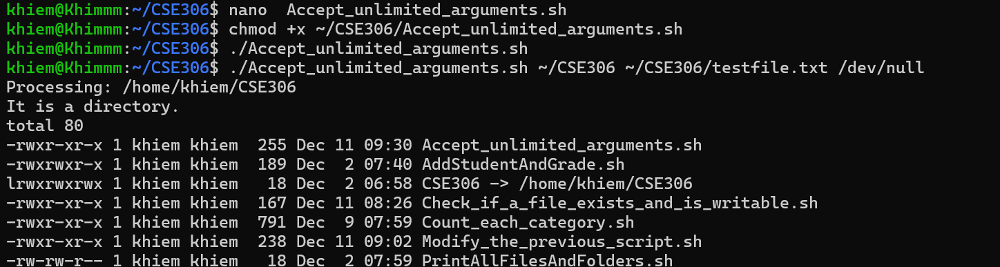 khiem@Khimmm:~/CSE306$ nano  Accept_unlimited_arguments.sh
khiem@Khimmm:~/CSE306$ chmod +x ~/CSE306/Accept_unlimited_arguments.sh
khiem@Khimmm:~/CSE306$ ./Accept_unlimited_arguments.sh
khiem@Khimmm:~/CSE306$ ./Accept_unlimited_arguments.sh ~/CSE306 ~/CSE306/testfile.txt /dev/null
Processing: /home/khiem/CSE306
It is a directory.
total 80
-rwxr-xr-x 1 khiem khiem  255 Dec 11 09:30 Accept_unlimited_arguments.sh
-rwxrwxr-x 1 khiem khiem  189 Dec  2 07:40 AddStudentAndGrade.sh
lrwxrwxrwx 1 khiem khiem   18 Dec  2 06:58 CSE306 -> /home/khiem/CSE306
-rwxr-xr-x 1 khiem khiem  167 Dec 11 08:26 Check_if_a_file_exists_and_is_writable.sh
-rwxr-xr-x 1 khiem khiem  791 Dec  9 07:59 Count_each_category.sh
-rwxr-xr-x 1 khiem khiem  238 Dec 11 09:02 Modify_the_previous_script.sh
-rw-rw-r-- 1 khiem khiem   18 Dec  2 07:59 PrintAllFilesAndFolders.sh